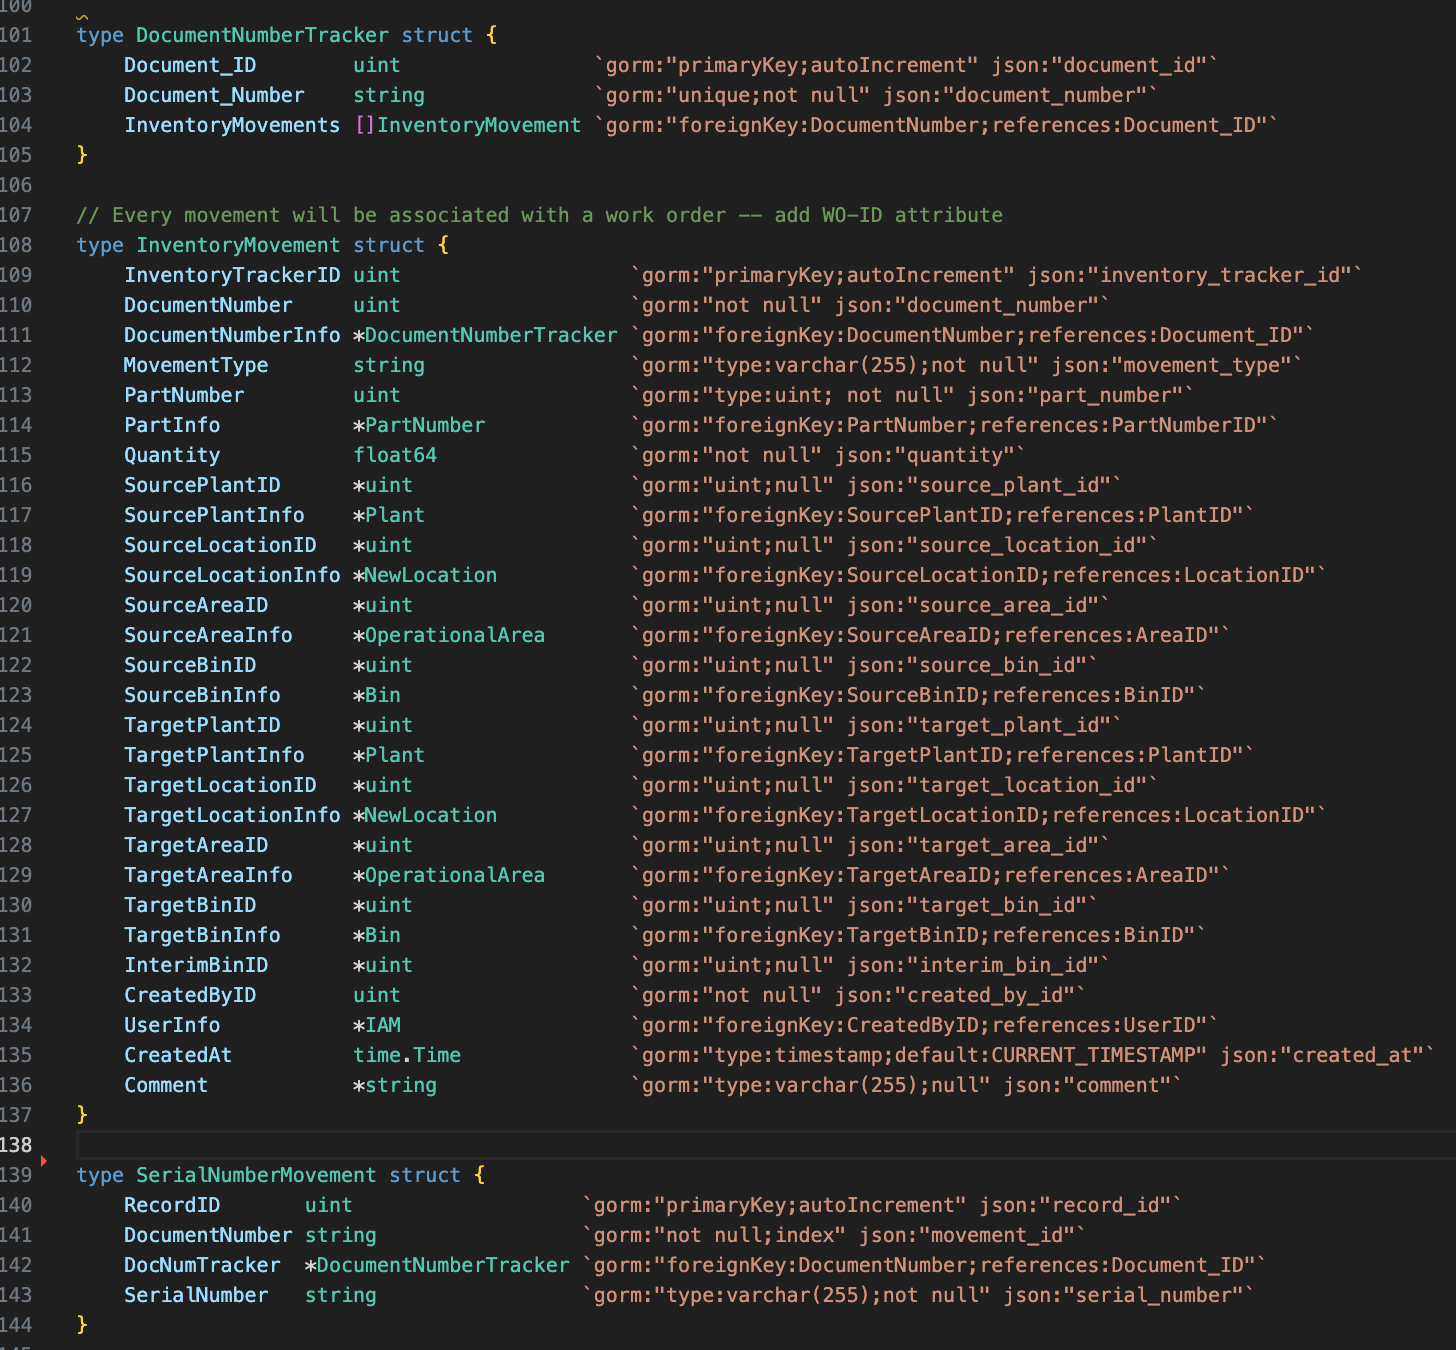 100
101 type DocumentNumberTracker struct {
102 Document_ID uint `gorm:"primaryKey;autoIncrement" json:"document_id"`
103 Document_Number string `gorm:"unique;not null" json:"document_number"`
104 InventoryMovements []InventoryMovement `gorm:"foreignKey:DocumentNumber;references:Document_ID"`
105 }
106
107 // Every movement will be associated with a work order -- add WO-ID attribute
108 type InventoryMovement struct {
109 InventoryTrackerID uint `gorm:"primaryKey;autoIncrement" json:"inventory_tracker_id"`
110 DocumentNumber uint `gorm:"not null" json:"document_number"`
111 DocumentNumberInfo *DocumentNumberTracker `gorm:"foreignKey:DocumentNumber;references:Document_ID"`
112 MovementType string `gorm:"type:varchar(255);not null" json:"movement_type"`
113 PartNumber uint `gorm:"type:uint; not null" json:"part_number"`
114 PartInfo *PartNumber `gorm:"foreignKey:PartNumber;references:PartNumberID"`
115 Quantity float64 `gorm:"not null" json:"quantity"`
116 SourcePlantID *uint `gorm:"uint;null" json:"source_plant_id"`
117 SourcePlantInfo *Plant `gorm:"foreignKey:SourcePlantID;references:PlantID"`
118 SourceLocationID *uint `gorm:"uint;null" json:"source_location_id"`
119 SourceLocationInfo *NewLocation `gorm:"foreignKey:SourceLocationID;references:LocationID"`
120 SourceAreaID *uint `gorm:"uint;null" json:"source_area_id"`
121 SourceAreaInfo *OperationalArea `gorm:"foreignKey:SourceAreaID;references:AreaID"`
122 SourceBinID *uint `gorm:"uint;null" json:"source_bin_id"`
123 SourceBinInfo *Bin `gorm:"foreignKey:SourceBinID;references:BinID"`
124 TargetPlantID *uint `gorm:"uint;null" json:"target_plant_id"`
125 TargetPlantInfo *Plant `gorm:"foreignKey:TargetPlantID;references:PlantID"`
126 TargetLocationID *uint `gorm:"uint;null" json:"target_location_id"`
127 TargetLocationInfo *NewLocation `gorm:"foreignKey:TargetLocationID;references:LocationID"`
128 TargetAreaID *uint `gorm:"uint;null" json:"target_area_id"`
129 TargetAreaInfo *OperationalArea `gorm:"foreignKey:TargetAreaID;references:AreaID"`
130 TargetBinID *uint `gorm:"uint;null" json:"target_bin_id"`
131 TargetBinInfo *Bin `gorm:"foreignKey:TargetBinID;references:BinID"`
132 InterimBinID *uint `gorm:"uint;null" json:"interim_bin_id"`
133 CreatedByID uint `gorm:"not null" json:"created_by_id"`
134 UserInfo *IAM `gorm:"foreignKey:CreatedByID;references:UserID"`
135 CreatedAt time.Time `gorm:"type:timestamp;default:CURRENT_TIMESTAMP" json:"created_at"`
136 Comment *string `gorm:"type:varchar(255);null" json:"comment"`
137 }
138
139 type SerialNumberMovement struct {
140 RecordID uint `gorm:"primaryKey;autoIncrement" json:"record_id"`
141 DocumentNumber string `gorm:"not null;index" json:"movement_id"`
142 DocNumTracker *DocumentNumberTracker `gorm:"foreignKey:DocumentNumber;references:Document_ID"`
143 SerialNumber string `gorm:"type:varchar(255);not null" json:"serial_number"`
144 }